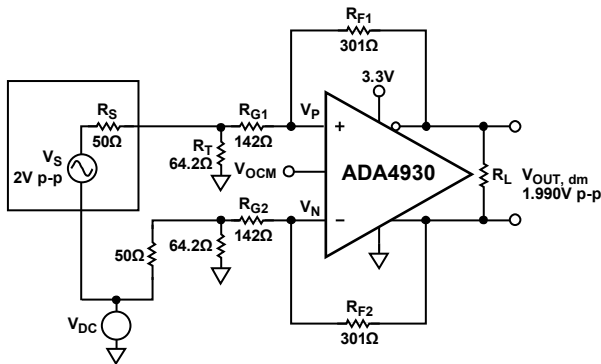 RF1
301Ω
3.3V
RS
50Ω
VS
2V p-p
RT
64.2Ω
RG1
142Ω
VP
+
VOCM
ADA4930
RL
VOUT, dm
1.990V p-p
VN
–
RG2
142Ω
50Ω
64.2Ω
VDC
RF2
301Ω